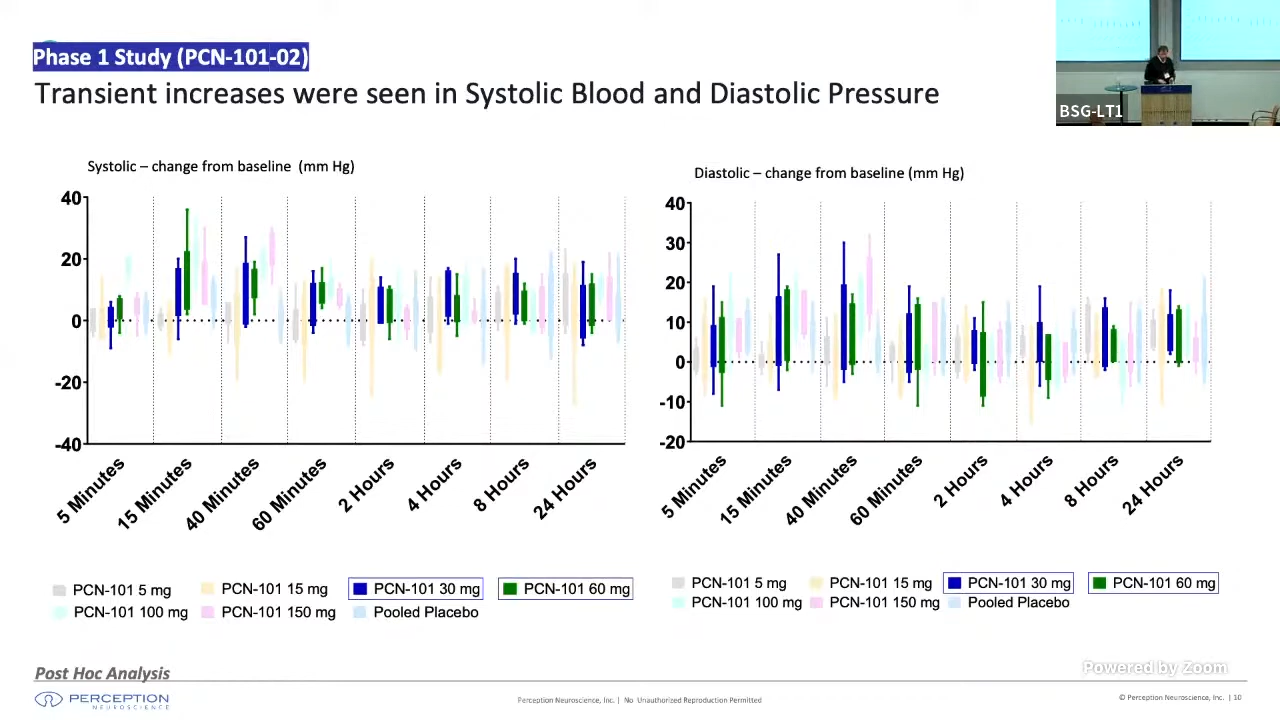 Phase 1 Study (PCN-101-02)
Transient increases were seen in Systolic Blood and Diastolic Pressure
BSG-LT1
Systolic – change from baseline (mm Hg)
40
20
0
-20
-40
5 Minutes
15 Minutes
40 Minutes
60 Minutes
2 Hours
4 Hours
8 Hours
24 Hours
PCN-101 5 mg
PCN-101 15 mg
PCN-101 30 mg
PCN-101 60 mg
PCN-101 100 mg
PCN-101 150 mg
Pooled Placebo
Diastolic – change from baseline (mm Hg)
40
30
20
10
0
-10
-20
5 Minutes
15 Minutes
40 Minutes
60 Minutes
2 Hours
4 Hours
8 Hours
24 Hours
PCN-101 5 mg
PCN-101 15 mg
PCN-101 30 mg
PCN-101 60 mg
PCN-101 100 mg
PCN-101 150 mg
Pooled Placebo
Post Hoc Analysis
Powered by Zoom
PERCEPTION
NEUROSCIENCE
Perception Neuroscience, Inc. | No Unauthorized Reproduction Permitted
© Perception Neuroscience, Inc. | 10